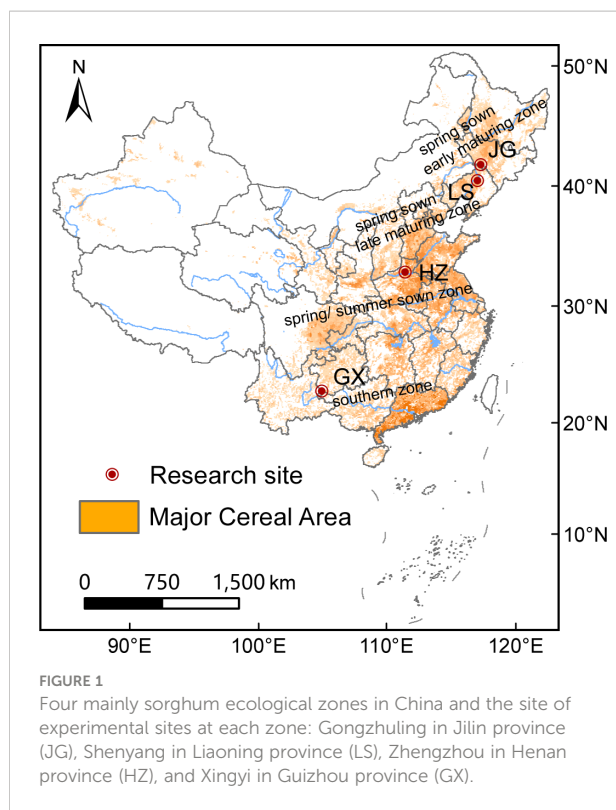 N
50°N
spring sown
early maturing zone
JG
40°N
LS
spring sown
late maturing zone
HZ
30°N
spring/ summer sown zone
GX
southern zone
20°N
Research site
Major Cereal Area
10°N
0 750 1,500 km
90°E 100°E 110°E 120°E
FIGURE 1
Four mainly sorghum ecological zones in China and the site of
experimental sites at each zone: Gongzhuling in Jilin province
(JG), Shenyang in Liaoning province (LS), Zhengzhou in Henan
province (HZ), and Xingyi in Guizhou province (GX).